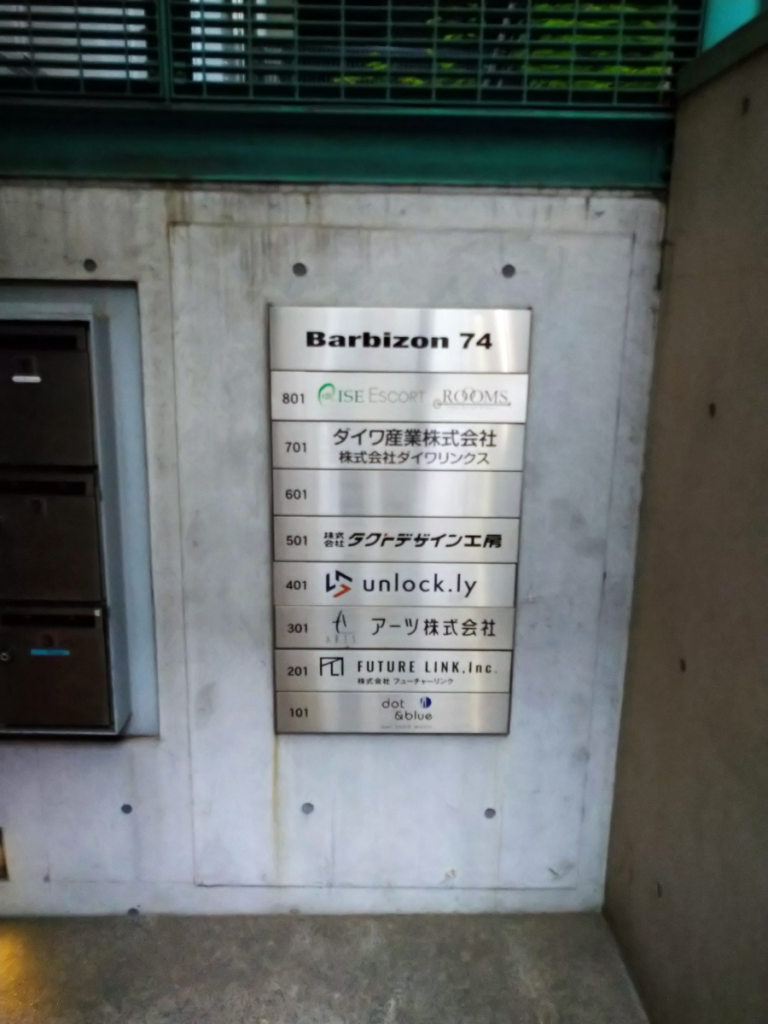 Barbizon 74
801 RISE ESCORT ROOMS
701 ダイワ産業株式会社
株式会社ダイワリンクス
601
501 株式会社 タクトデザイン工房
401 unlock.ly
301 アーツ株式会社
ARTS
201 FUTURE LINK,Inc.
株式会社 フューチャーリンク
101 dot
&blue